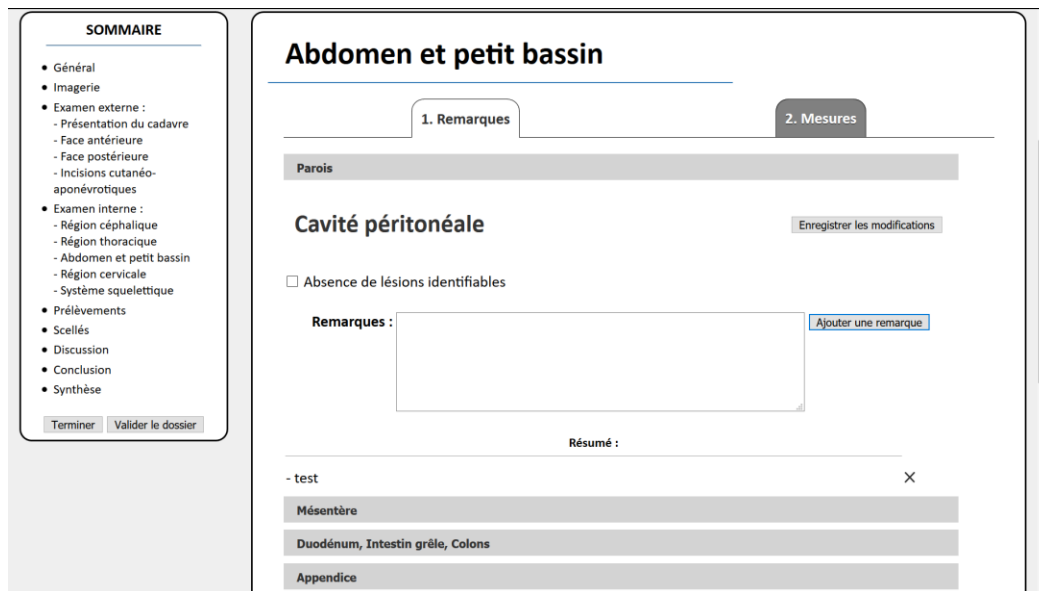 SOMMAIRE
• Général
• Imagerie
• Examen externe :
- Présentation du cadavre
- Face antérieure
- Face postérieure
- Incisions cutanéo-
aponévrotiques
• Examen interne :
- Région céphalique
- Région thoracique
- Abdomen et petit bassin
- Région cervicale
- Système squelettique
• Prélèvements
• Scellés
• Discussion
• Conclusion
• Synthèse
Terminer Valider le dossier
Abdomen et petit bassin
1. Remarques 2. Mesures
Parois
Cavité péritonéale Enregistrer les modifications
Absence de lésions identifiables
Remarques : Ajouter une remarque
Résumé :
- test
Mésentère
Duodénum, Intestin grêle, Colons
Appendice